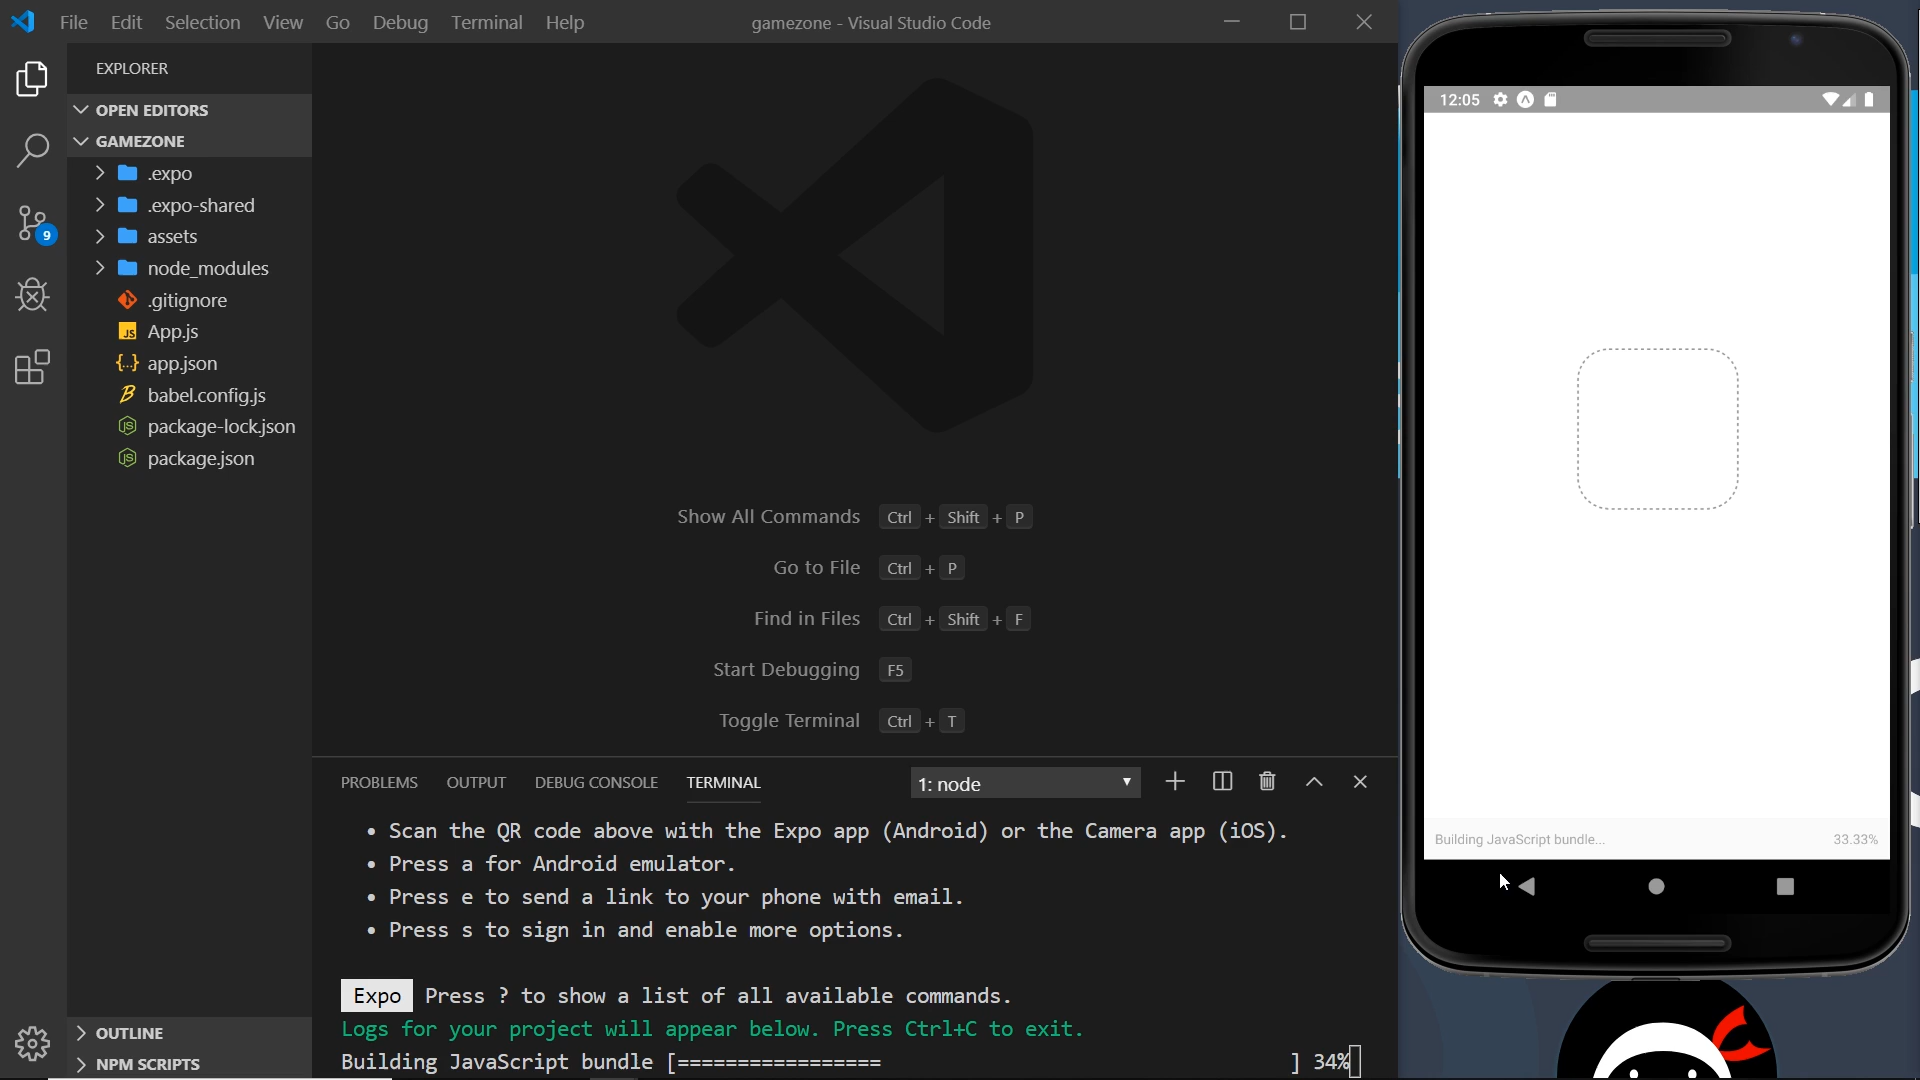 File Edit Selection View Go Debug Terminal Help
gamezone - Visual Studio Code
EXPLORER
OPEN EDITORS
GAMEZONE
.expo
.expo-shared
assets
node_modules
.gitignore
JS App.js
{..} app.json
babel.config.js
package-lock.json
package.json
9
OUTLINE
NPM SCRIPTS
Show All Commands Ctrl + Shift + P
Go to File Ctrl + P
Find in Files Ctrl + Shift + F
Start Debugging F5
Toggle Terminal Ctrl + T
PROBLEMS OUTPUT DEBUG CONSOLE TERMINAL 1: node
• Scan the QR code above with the Expo app (Android) or the Camera app (iOS).
• Press a for Android emulator.
• Press e to send a link to your phone with email.
• Press s to sign in and enable more options.
Expo Press ? to show a list of all available commands.
Logs for your project will appear below. Press Ctrl+C to exit.
Building JavaScript bundle [================= ] 34%
12:05
Building JavaScript bundle... 33.33%